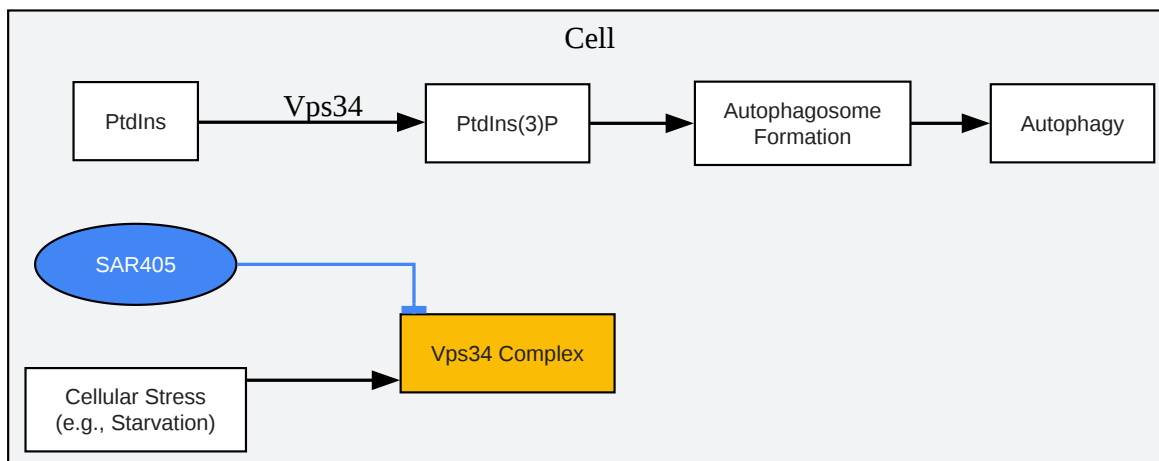 Cell
PtdIns
Vps34
PtdIns(3)P
Autophagosome
Formation
Autophagy
SAR405
Vps34 Complex
Cellular Stress
(e.g., Starvation)